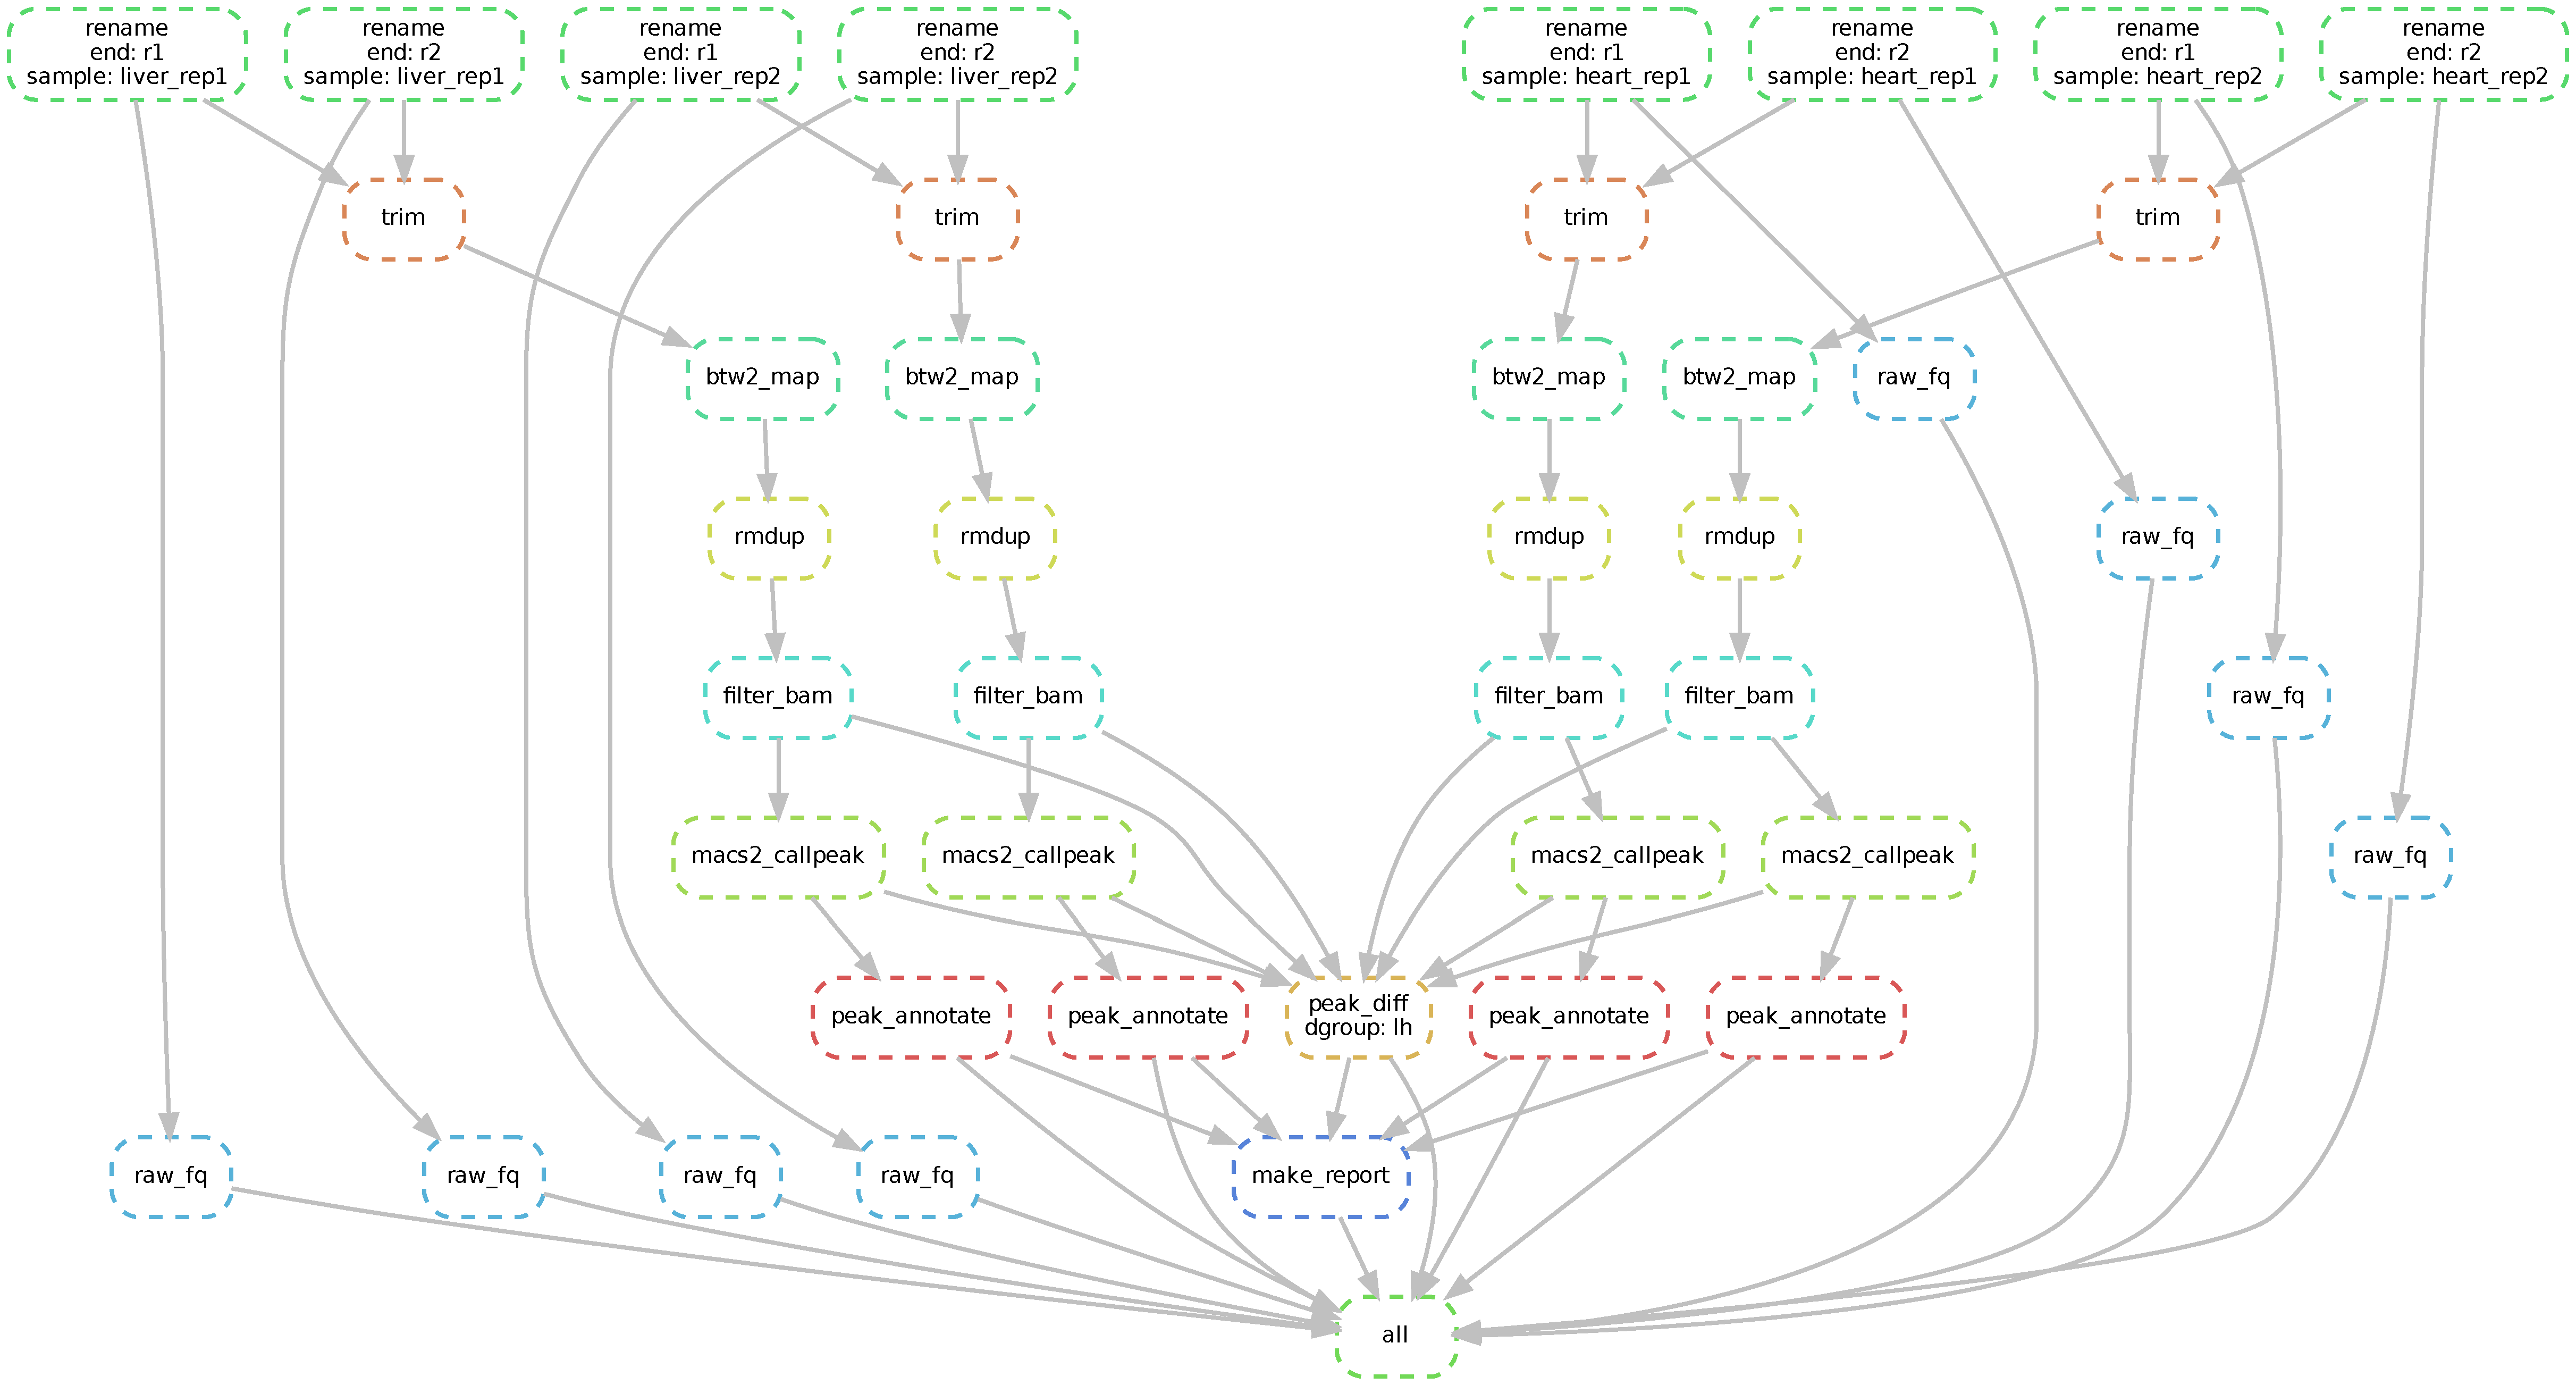 rename
end: r1
sample: liver_rep1
rename
end: r2
sample: liver_rep1
rename
end: r1
sample: liver_rep2
rename
end: r2
sample: liver_rep2
rename
end: r1
sample: heart_rep1
rename
end: r2
sample: heart_rep1
rename
end: r1
sample: heart_rep2
rename
end: r2
sample: heart_rep2
trim
trim
trim
trim
btw2_map
btw2_map
btw2_map
btw2_map
raw_fq
rmdup
rmdup
rmdup
rmdup
raw_fq
filter_bam
filter_bam
filter_bam
filter_bam
raw_fq
macs2_callpeak
macs2_callpeak
macs2_callpeak
macs2_callpeak
raw_fq
peak_annotate
peak_annotate
peak_diff
dgroup: lh
peak_annotate
peak_annotate
raw_fq
raw_fq
raw_fq
raw_fq
make_report
all